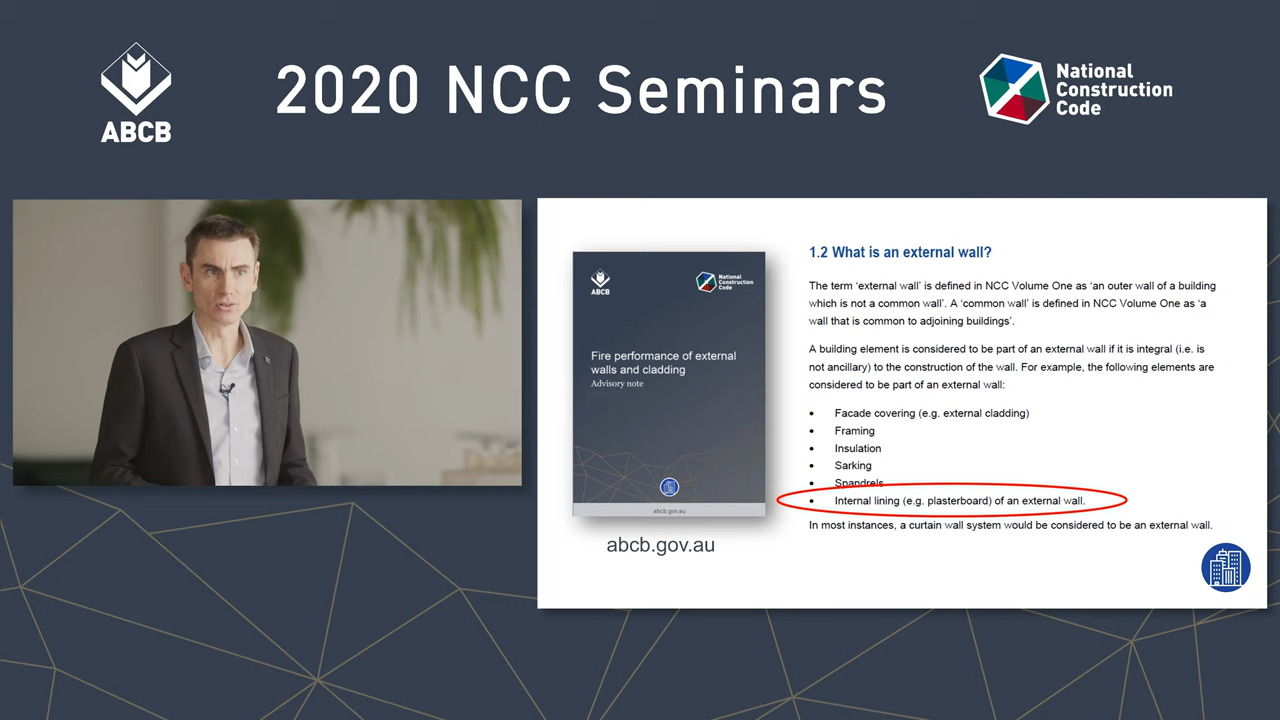 ABCB
2020 NCC Seminars
National
Construction
Code
ABCB
National
Construction
Code
Fire performance of external
walls and cladding
Advisory note
abcb.gov.au
abcb.gov.au
1.2 What is an external wall?
The term ‘external wall’ is defined in NCC Volume One as ‘an outer wall of a building
which is not a common wall’. A ‘common wall’ is defined in NCC Volume One as ‘a
wall that is common to adjoining buildings’.
A building element is considered to be part of an external wall if it is integral (i.e. is
not ancillary) to the construction of the wall. For example, the following elements are
considered to be part of an external wall:
• Facade covering (e.g. external cladding)
• Framing
• Insulation
• Sarking
• Spandrels
• Internal lining (e.g. plasterboard) of an external wall.
In most instances, a curtain wall system would be considered to be an external wall.